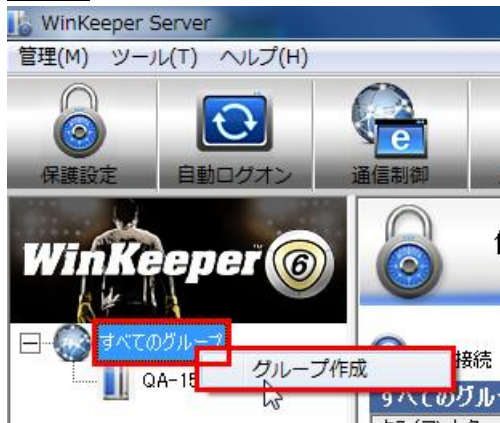 WinKeeper Server
管理(M) ツール(T) ヘルプ(H)
保護設定 自動ログオン 通信制御
WinKeeper 6
すべてのグループ
グループ作成
QA-15
接続
すべてのグル